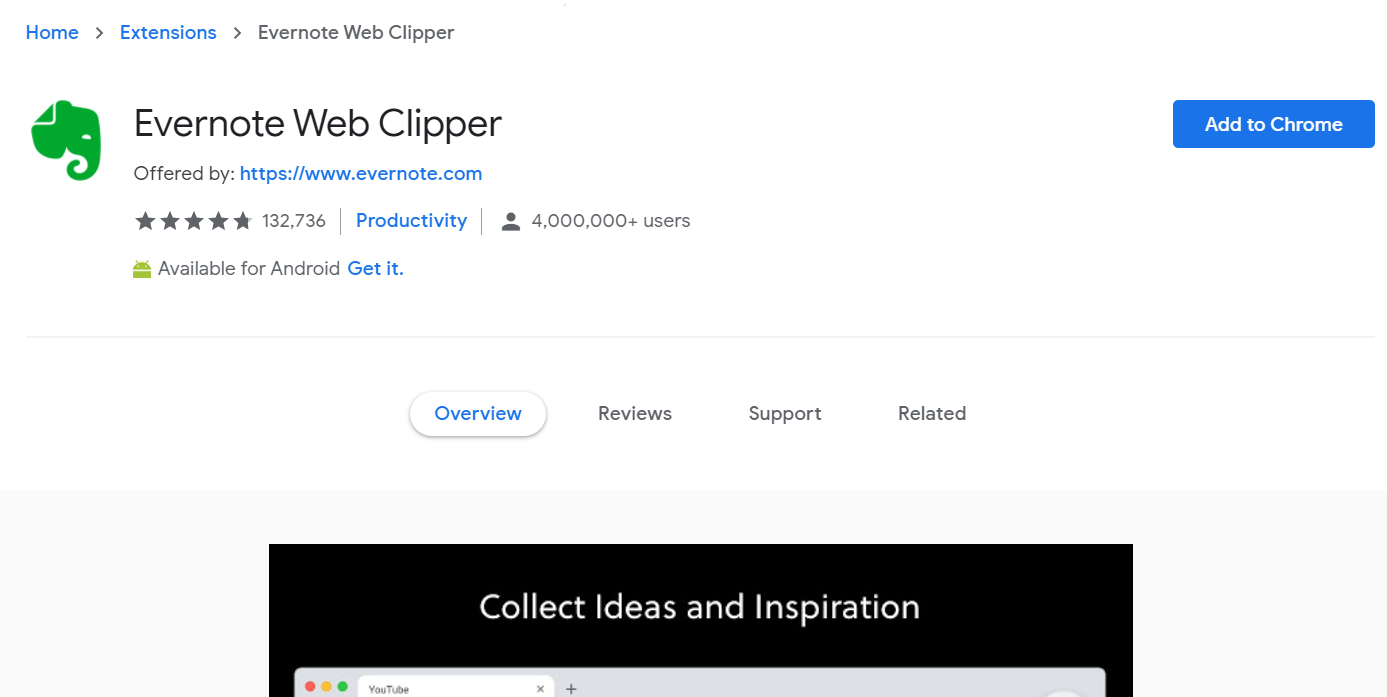 Home > Extensions > Evernote Web Clipper
Evernote Web Clipper
Add to Chrome
Offered by: https://www.evernote.com
132,736 Productivity 4,000,000+ users
Available for Android Get it.
Overview Reviews Support Related
Collect Ideas and Inspiration
YouTube × +